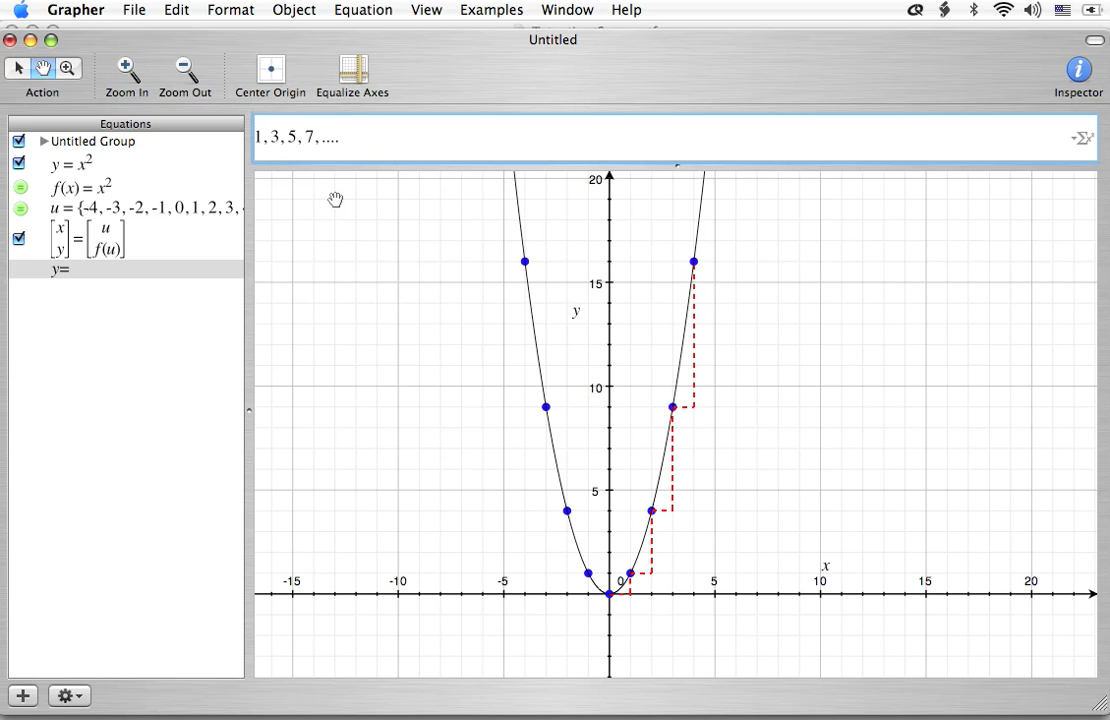 Grapher File Edit Format Object Equation View Examples Window Help
Untitled
Action Zoom In Zoom Out Center Origin Equalize Axes Inspector
Equations
Untitled Group
y = x²
f(x) = x²
u = {-4, -3, -2, -1, 0, 1, 2, 3,
[x y] = [u f(u)]
y=
1, 3, 5, 7, ....
Σx²
20
15
y
10
5
x
-15 -10 -5 0 5 10 15 20